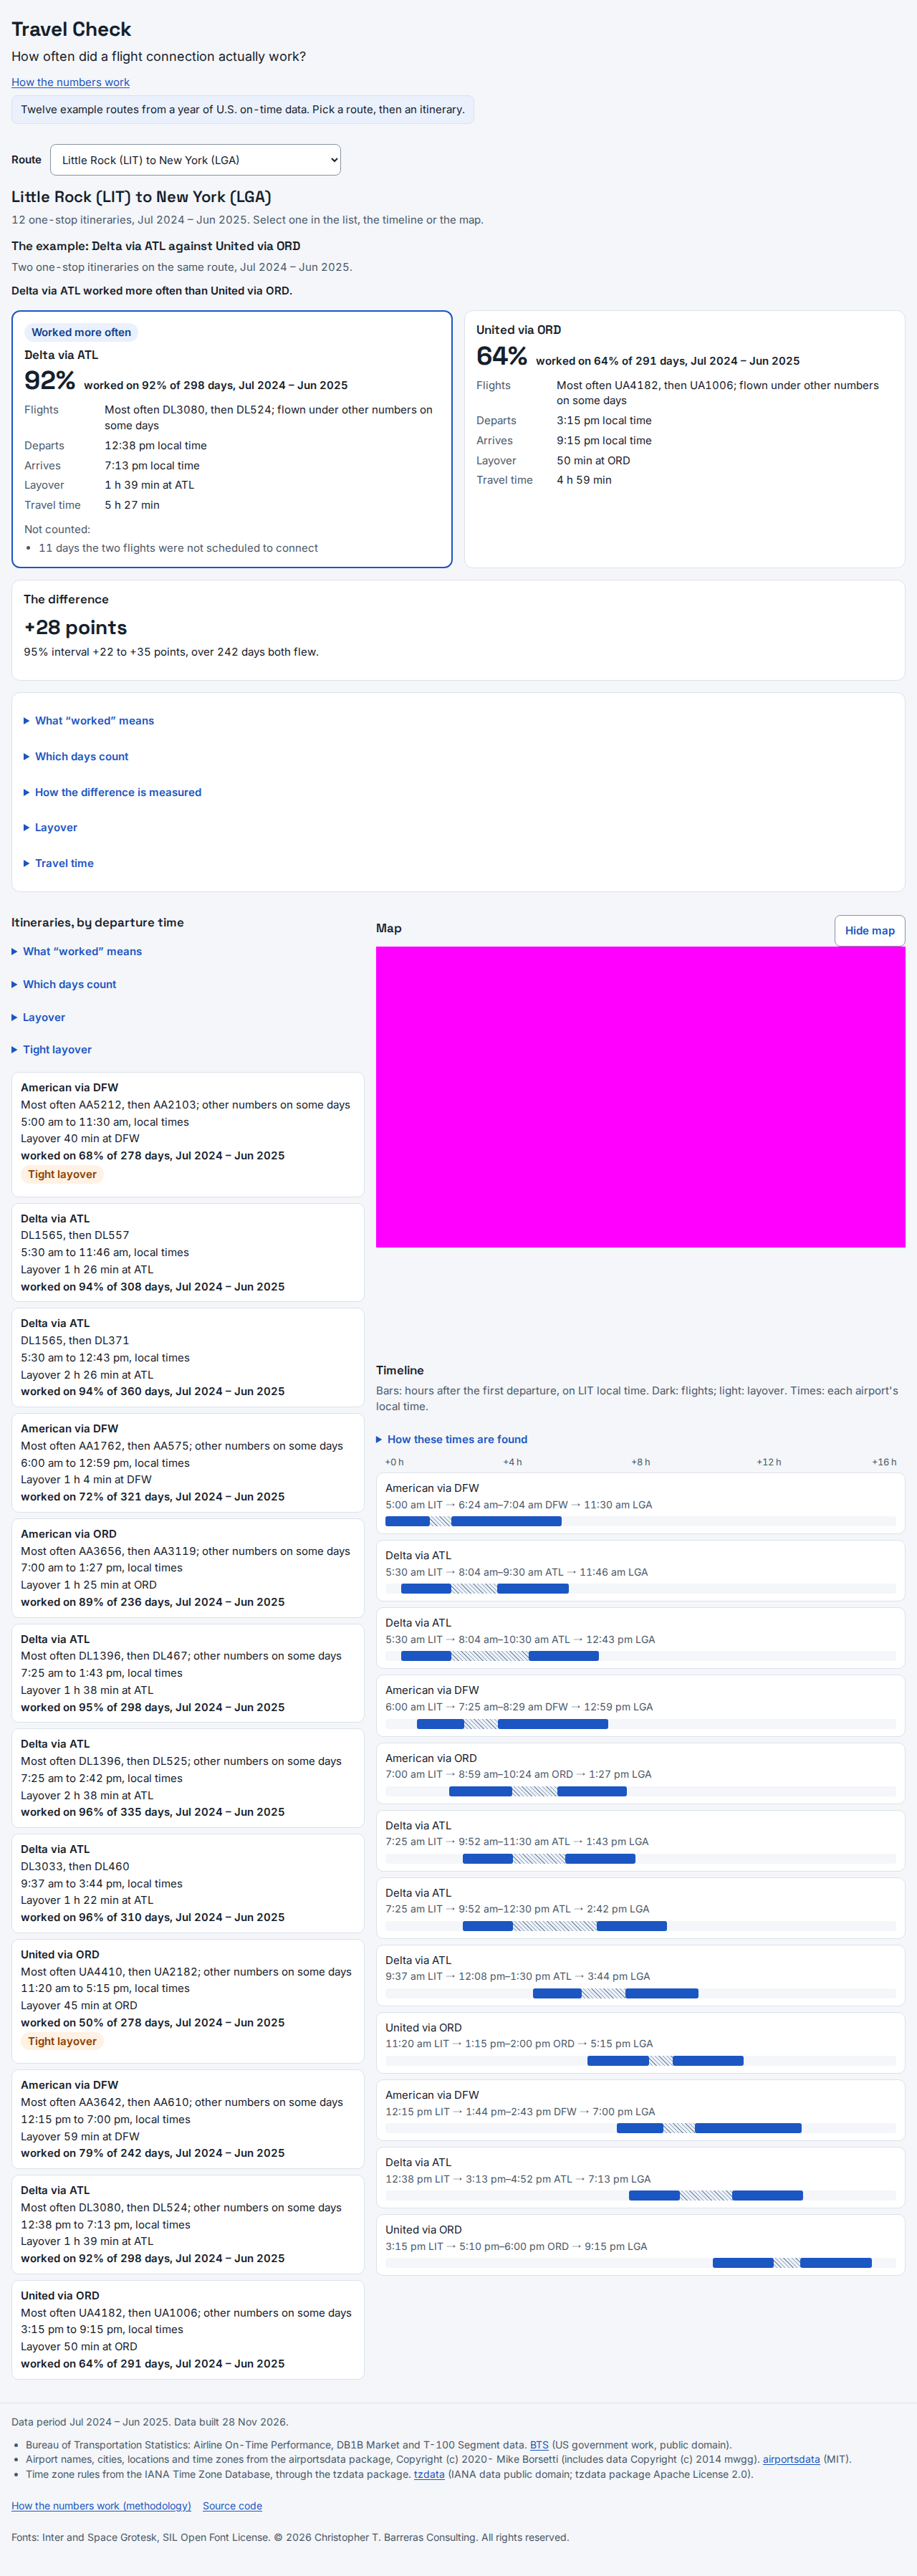 Travel Check
How often did a flight connection actually work?
How the numbers work
Twelve example routes from a year of U.S. on-time data. Pick a route, then an itinerary.
Route
Little Rock (LIT) to New York (LGA)
Little Rock (LIT) to New York (LGA)
12 one-stop itineraries, Jul 2024 – Jun 2025. Select one in the list, the timeline or the map.
The example: Delta via ATL against United via ORD
Two one-stop itineraries on the same route, Jul 2024 – Jun 2025.
Delta via ATL worked more often than United via ORD.
Worked more often
Delta via ATL
92% worked on 92% of 298 days, Jul 2024 – Jun 2025
Flights Most often DL3080, then DL524; flown under other numbers on
some days
Departs 12:38 pm local time
Arrives 7:13 pm local time
Layover 1 h 39 min at ATL
Travel time 5 h 27 min
Not counted:
• 11 days the two flights were not scheduled to connect
United via ORD
64% worked on 64% of 291 days, Jul 2024 – Jun 2025
Flights Most often UA4182, then UA1006; flown under other numbers
on some days
Departs 3:15 pm local time
Arrives 9:15 pm local time
Layover 50 min at ORD
Travel time 4 h 59 min
The difference
+28 points
95% interval +22 to +35 points, over 242 days both flew.
What “worked” means
Which days count
How the difference is measured
Layover
Travel time
Itineraries, by departure time
What “worked” means
Which days count
Layover
Tight layover
American via DFW
Most often AA5212, then AA2103; other numbers on some days
5:00 am to 11:30 am, local times
Layover 40 min at DFW
worked on 68% of 278 days, Jul 2024 – Jun 2025
Tight layover
Delta via ATL
DL1565, then DL557
5:30 am to 11:46 am, local times
Layover 1 h 26 min at ATL
worked on 94% of 308 days, Jul 2024 – Jun 2025
Delta via ATL
DL1565, then DL371
5:30 am to 12:43 pm, local times
Layover 2 h 26 min at ATL
worked on 94% of 360 days, Jul 2024 – Jun 2025
American via DFW
Most often AA1762, then AA575; other numbers on some days
6:00 am to 12:59 pm, local times
Layover 1 h 4 min at DFW
worked on 72% of 321 days, Jul 2024 – Jun 2025
American via ORD
Most often AA3656, then AA3119; other numbers on some days
7:00 am to 1:27 pm, local times
Layover 1 h 25 min at ORD
worked on 89% of 236 days, Jul 2024 – Jun 2025
Delta via ATL
Most often DL1396, then DL467; other numbers on some days
7:25 am to 1:43 pm, local times
Layover 1 h 38 min at ATL
worked on 95% of 298 days, Jul 2024 – Jun 2025
Delta via ATL
Most often DL1396, then DL525; other numbers on some days
7:25 am to 2:42 pm, local times
Layover 2 h 38 min at ATL
worked on 96% of 335 days, Jul 2024 – Jun 2025
Delta via ATL
DL3033, then DL460
9:37 am to 3:44 pm, local times
Layover 1 h 22 min at ATL
worked on 96% of 310 days, Jul 2024 – Jun 2025
United via ORD
Most often UA4410, then UA2182; other numbers on some days
11:20 am to 5:15 pm, local times
Layover 45 min at ORD
worked on 50% of 278 days, Jul 2024 – Jun 2025
Tight layover
American via DFW
Most often AA3642, then AA610; other numbers on some days
12:15 pm to 7:00 pm, local times
Layover 59 min at DFW
worked on 79% of 242 days, Jul 2024 – Jun 2025
Delta via ATL
Most often DL3080, then DL524; other numbers on some days
12:38 pm to 7:13 pm, local times
Layover 1 h 39 min at ATL
worked on 92% of 298 days, Jul 2024 – Jun 2025
United via ORD
Most often UA4182, then UA1006; other numbers on some days
3:15 pm to 9:15 pm, local times
Layover 50 min at ORD
worked on 64% of 291 days, Jul 2024 – Jun 2025
Map
Hide map
Timeline
Bars: hours after the first departure, on LIT local time. Dark: flights; light: layover. Times: each airport's
local time.
How these times are found
+0 h +4 h +8 h +12 h +16 h
American via DFW
5:00 am LIT → 6:24 am–7:04 am DFW → 11:30 am LGA
Delta via ATL
5:30 am LIT → 8:04 am–9:30 am ATL → 11:46 am LGA
Delta via ATL
5:30 am LIT → 8:04 am–10:30 am ATL → 12:43 pm LGA
American via DFW
6:00 am LIT → 7:25 am–8:29 am DFW → 12:59 pm LGA
American via ORD
7:00 am LIT → 8:59 am–10:24 am ORD → 1:27 pm LGA
Delta via ATL
7:25 am LIT → 9:52 am–11:30 am ATL → 1:43 pm LGA
Delta via ATL
7:25 am LIT → 9:52 am–12:30 pm ATL → 2:42 pm LGA
Delta via ATL
9:37 am LIT → 12:08 pm–1:30 pm ATL → 3:44 pm LGA
United via ORD
11:20 am LIT → 1:15 pm–2:00 pm ORD → 5:15 pm LGA
American via DFW
12:15 pm LIT → 1:44 pm–2:43 pm DFW → 7:00 pm LGA
Delta via ATL
12:38 pm LIT → 3:13 pm–4:52 pm ATL → 7:13 pm LGA
United via ORD
3:15 pm LIT → 5:10 pm–6:00 pm ORD → 9:15 pm LGA
Data period Jul 2024 – Jun 2025. Data built 28 Nov 2026.
• Bureau of Transportation Statistics: Airline On-Time Performance, DB1B Market and T-100 Segment data. BTS (US government work, public domain).
• Airport names, cities, locations and time zones from the airportsdata package, Copyright (c) 2020- Mike Borsetti (includes data Copyright (c) 2014 mwgg). airportsdata (MIT).
• Time zone rules from the IANA Time Zone Database, through the tzdata package. tzdata (IANA data public domain; tzdata package Apache License 2.0).
How the numbers work (methodology) Source code
Fonts: Inter and Space Grotesk, SIL Open Font License. © 2026 Christopher T. Barreras Consulting. All rights reserved.